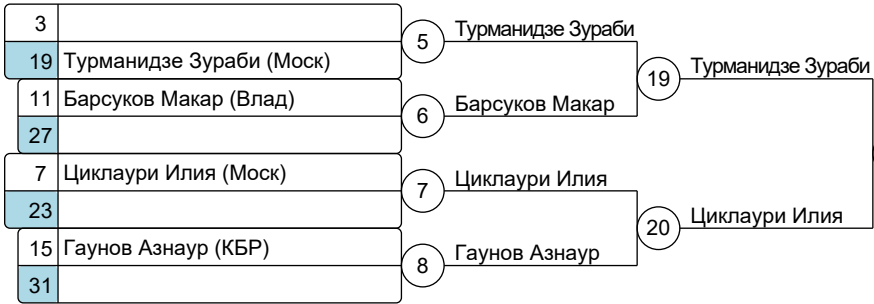 3
19 Турманидзе Зураби (Моск)
11 Барсуков Макар (Влад)
27
7 Циклаури Илия (Моск)
23
15 Гаунов Азнаур (КБР)
31
5 Турманидзе Зураби
6 Барсуков Макар
7 Циклаури Илия
8 Гаунов Азнаур
19 Турманидзе Зураби
20 Циклаури Илия